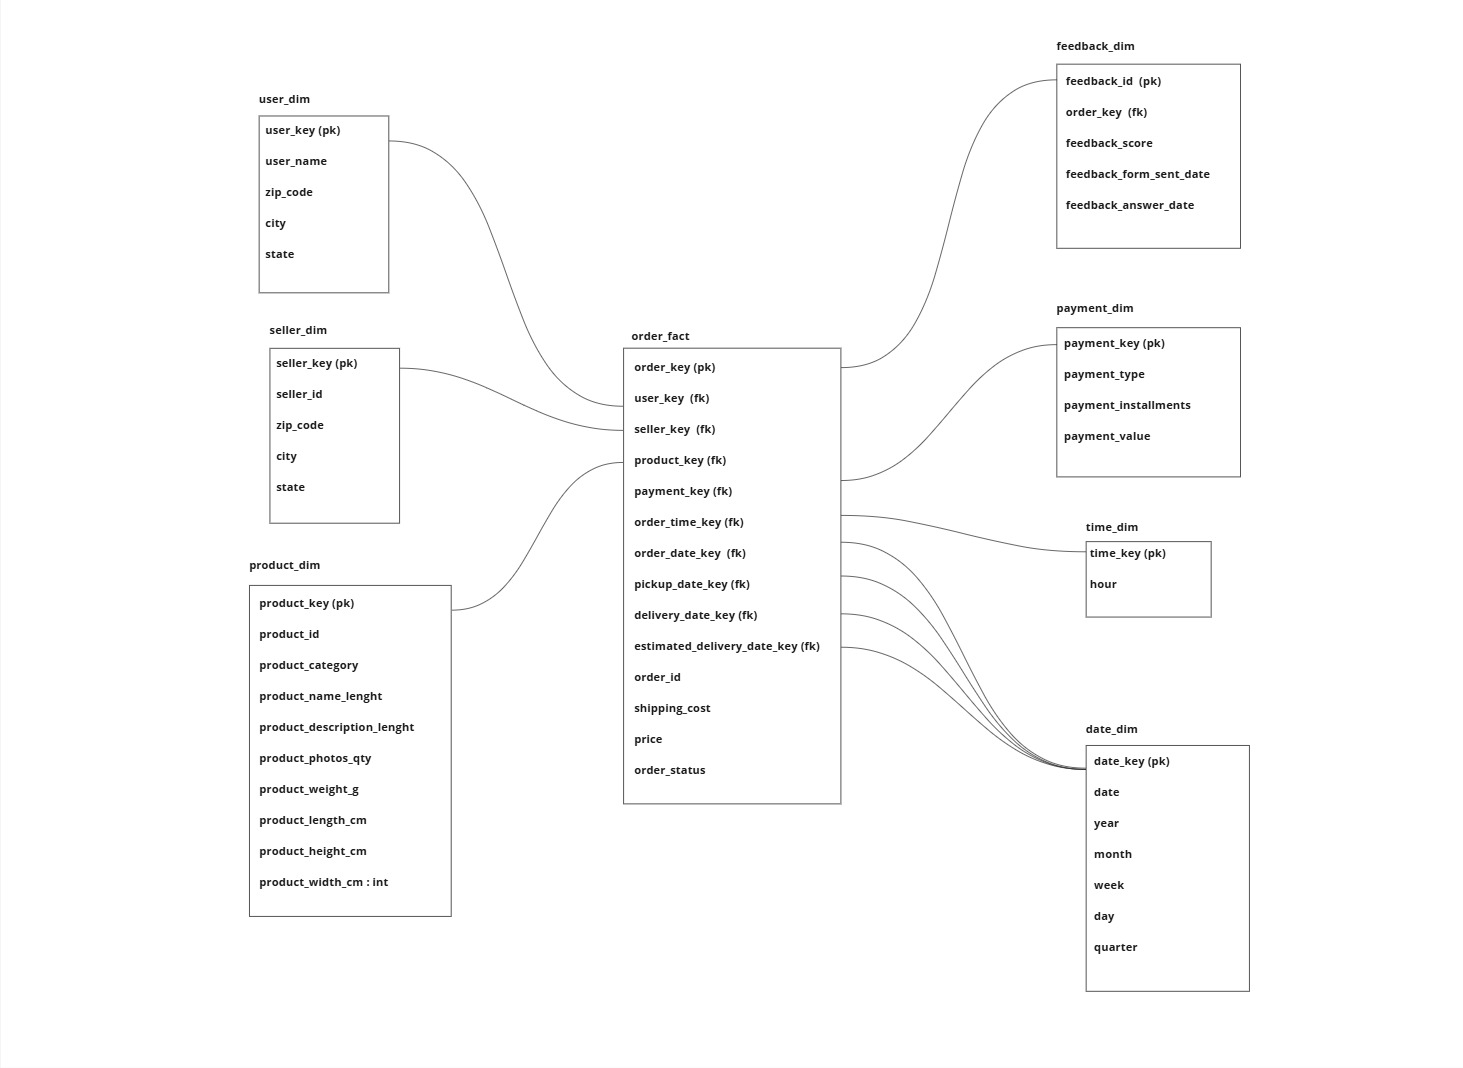 user_dim
user_key (pk)
user_name
zip_code
city
state
seller_dim
seller_key (pk)
seller_id
zip_code
city
state
product_dim
product_key (pk)
product_id
product_category
product_name_lenght
product_description_lenght
product_photos_qty
product_weight_g
product_length_cm
product_height_cm
product_width_cm : int
order_fact
order_key (pk)
user_key (fk)
seller_key (fk)
product_key (fk)
payment_key (fk)
order_time_key (fk)
order_date_key (fk)
pickup_date_key (fk)
delivery_date_key (fk)
estimated_delivery_date_key (fk)
order_id
shipping_cost
price
order_status
feedback_dim
feedback_id (pk)
order_key (fk)
feedback_score
feedback_form_sent_date
feedback_answer_date
payment_dim
payment_key (pk)
payment_type
payment_installments
payment_value
time_dim
time_key (pk)
hour
date_dim
date_key (pk)
date
year
month
week
day
quarter